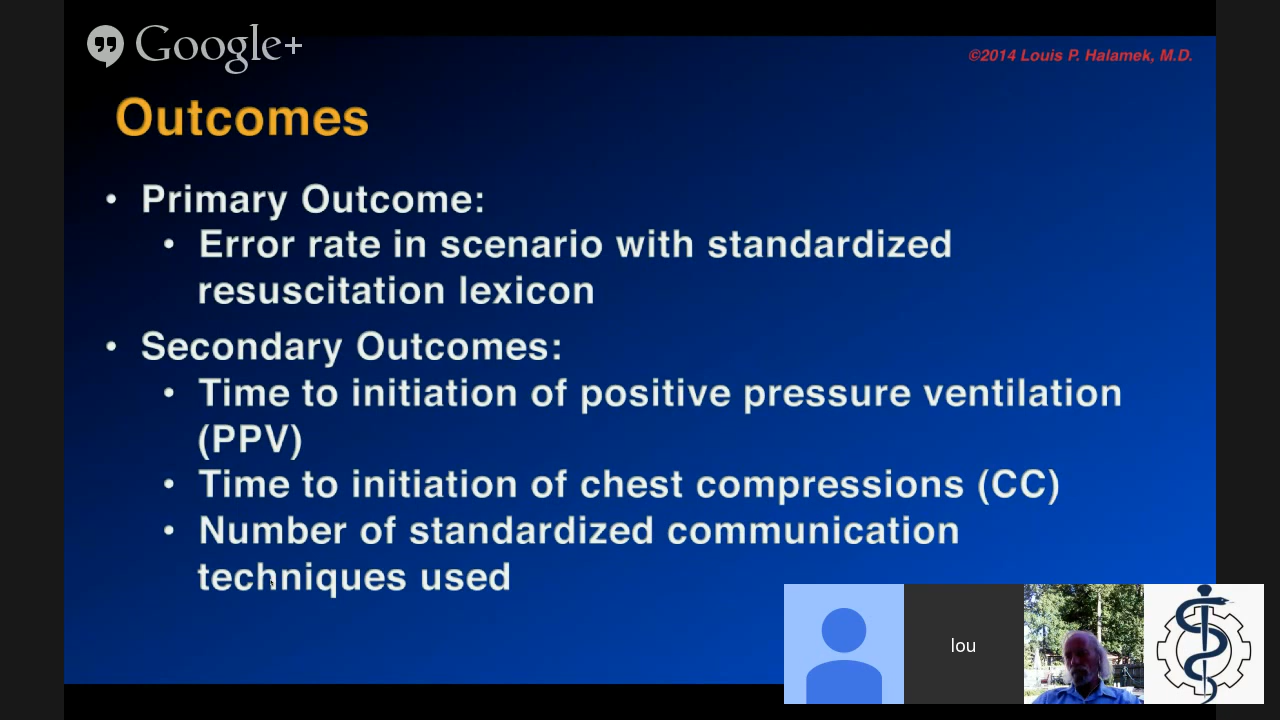 Google+
©2014 Louis P. Halamek, M.D.
Outcomes
• Primary Outcome:
• Error rate in scenario with standardized
resuscitation lexicon
• Secondary Outcomes:
• Time to initiation of positive pressure ventilation
(PPV)
• Time to initiation of chest compressions (CC)
• Number of standardized communication
techniques used
lou